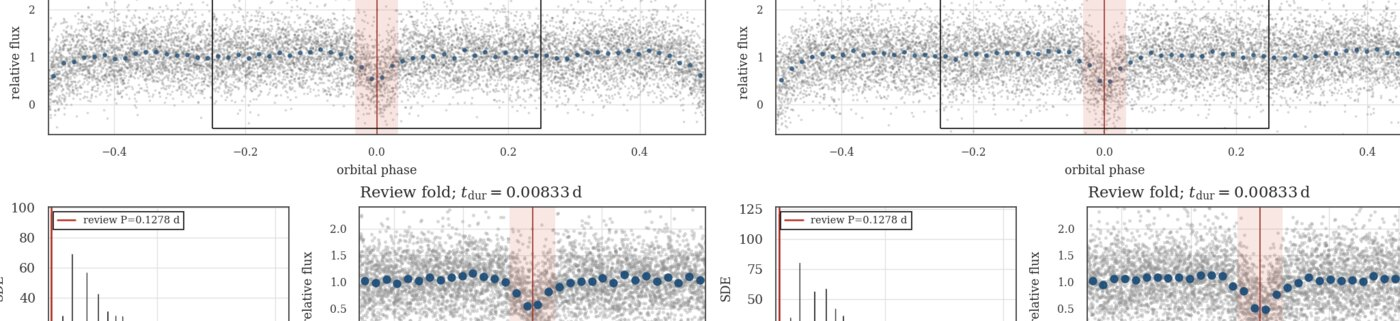 2
1
0
relative flux
−0.4
−0.2
0.0
0.2
0.4
orbital phase
2
1
0
relative flux
−0.4
−0.2
0.0
0.2
0.4
orbital phase
Review fold; tdur = 0.00833 d
100
80
60
40
SDE
review P=0.1278 d
2.0
1.5
1.0
0.5
relative flux
Review fold; tdur = 0.00833 d
125
100
75
50
SDE
review P=0.1278 d
2.0
1.5
1.0
0.5
relative flux